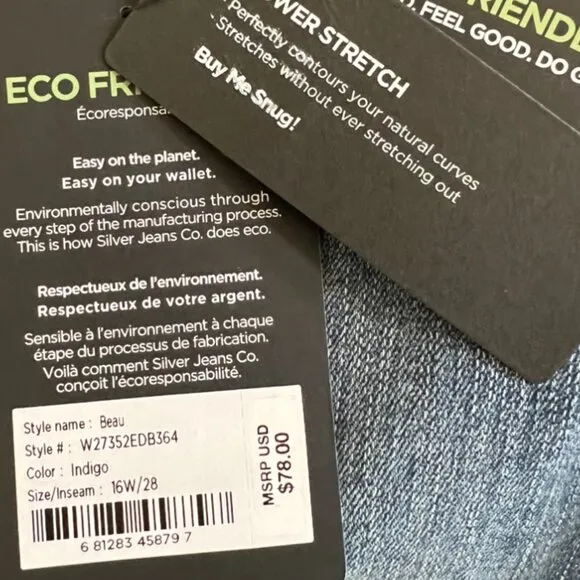 ECO FRI
Écoresponsa
Easy on the planet.
Easy on your wallet.
Environmentally conscious through
every step of the manufacturing process.
This is how Silver Jeans Co. does eco.
Respectueux de l'environnement.
Respectueux de votre argent.
Sensible à l'environnement à chaque
étape du processus de fabrication.
Voilà comment Silver Jeans Co.
conçoit l'écoresponsabilité.
Style name : Beau
Style # : W27352EDB364
Color : Indigo
Size/Inseam : 16W/28
6 81283 45879 7
MSRP USD
$78.00
FRIENDL
FEEL GOOD. DO G
WER STRETCH
· Perfectly contours your natural curves
· Stretches without ever stretching out
Buy Me Snug!